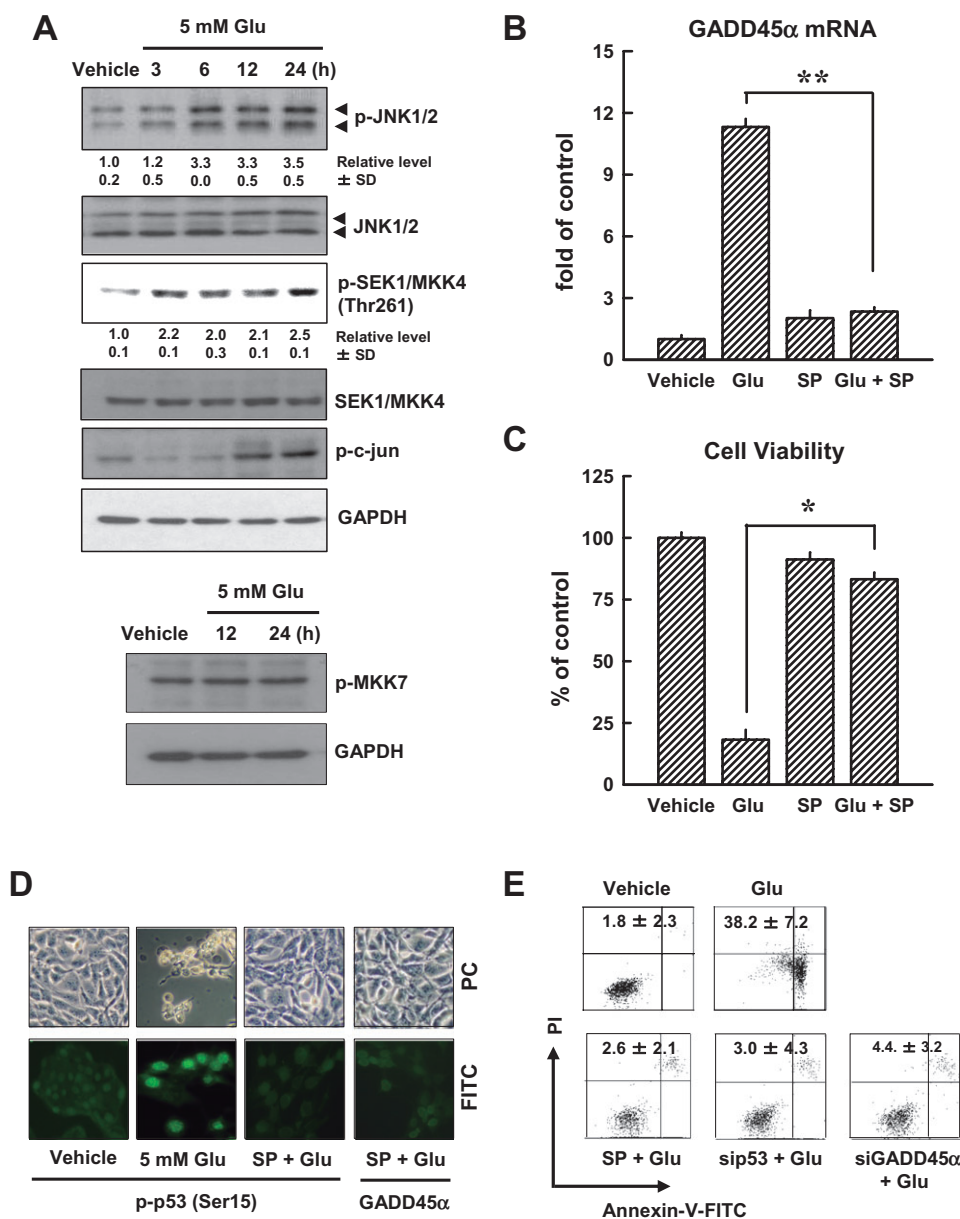 A
5 mM Glu
Vehicle 3 6 12 24 (h)
p-JNK1/2
1.0 1.2 3.3 3.3 3.5 Relative level
0.2 0.5 0.0 0.5 0.5 ± SD
JNK1/2
p-SEK1/MKK4
(Thr261)
1.0 2.2 2.0 2.1 2.5 Relative level
0.1 0.1 0.3 0.1 0.1 ± SD
SEK1/MKK4
p-c-jun
GAPDH
5 mM Glu
Vehicle 12 24 (h)
p-MKK7
GAPDH
B
GADD45α mRNA
15
12
9
6
3
0
fold of control
**
Vehicle Glu SP Glu + SP
C
Cell Viability
125
100
75
50
25
0
% of control
*
Vehicle Glu SP Glu + SP
D
PC
FITC
Vehicle 5 mM Glu SP + Glu SP + Glu
p-p53 (Ser15) GADD45α
E
Vehicle Glu
1.8 ± 2.3 38.2 ± 7.2
PI
2.6 ± 2.1 3.0 ± 4.3 4.4. ± 3.2
SP + Glu sip53 + Glu siGADD45α
+ Glu
Annexin-V-FITC